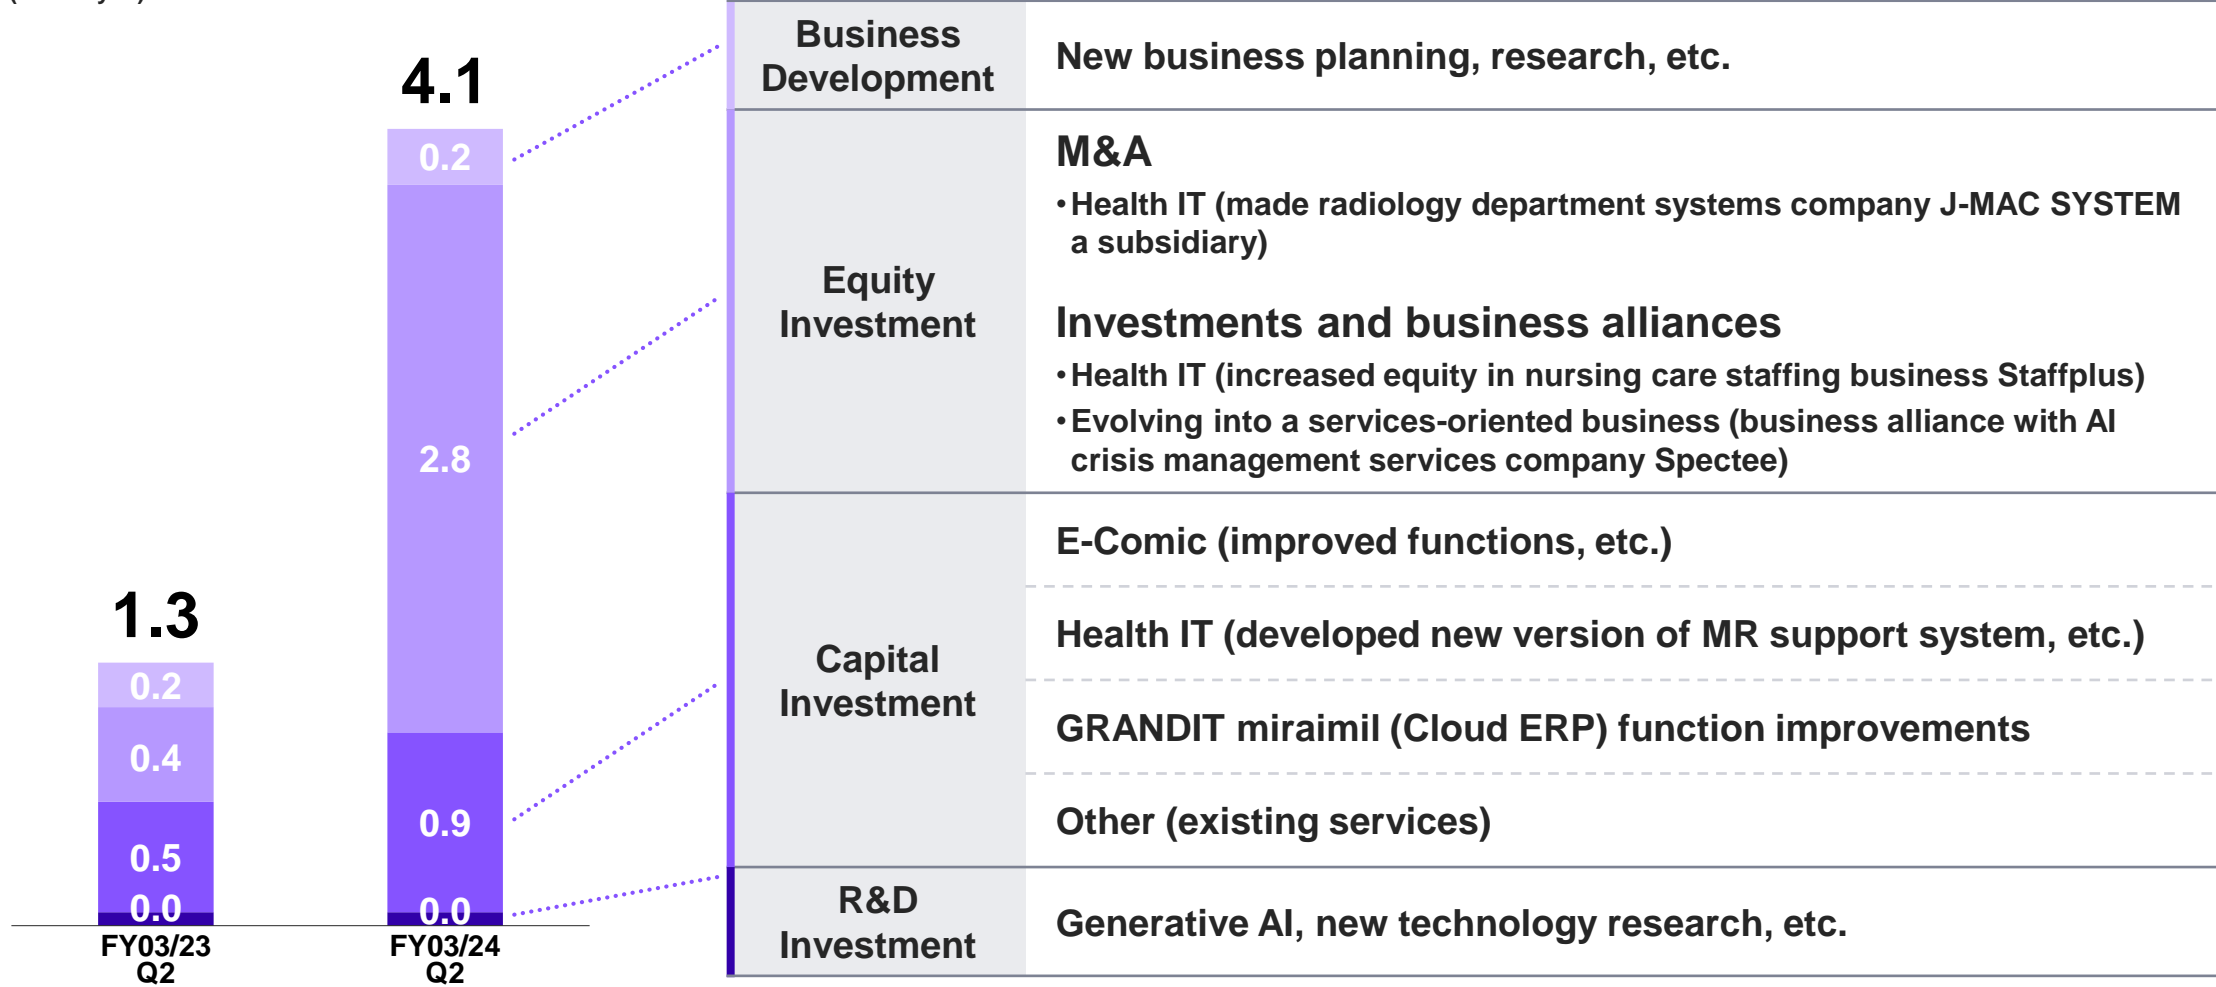 4.1
0.2
2.8
0.9
0.0
FY03/24
Q2
1.3
0.2
0.4
0.5
0.0
FY03/23
Q2
Business
Development
New business planning, research, etc.
Equity
Investment
M&A
・Health IT (made radiology department systems company J-MAC SYSTEM
a subsidiary)
Investments and business alliances
・Health IT (increased equity in nursing care staffing business Staffplus)
・Evolving into a services-oriented business (business alliance with AI
crisis management services company Spectee)
Capital
Investment
E-Comic (improved functions, etc.)
Health IT (developed new version of MR support system, etc.)
GRANDIT miraimil (Cloud ERP) function improvements
Other (existing services)
R&D
Investment
Generative AI, new technology research, etc.